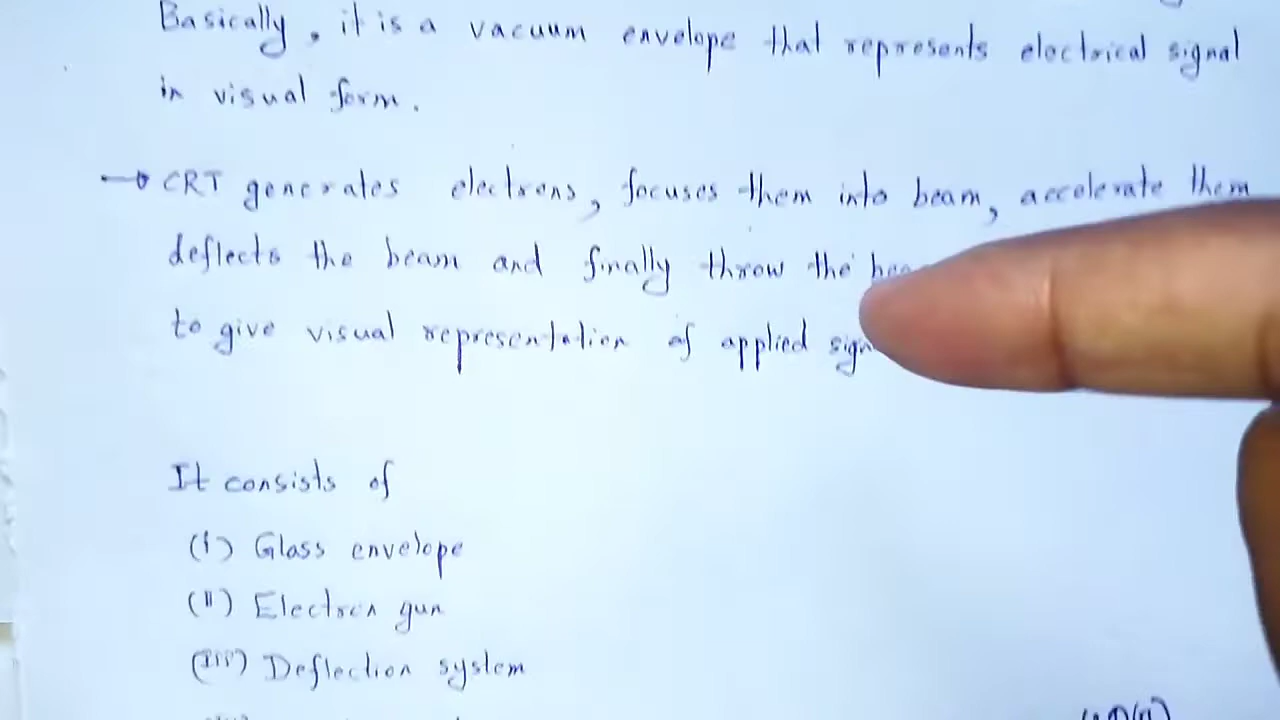 Basically, it is a vacuum envelope that represents electrical signal
in visual form.
→ CRT generates electrons, focuses them into beam, accelerate them
deflects the beam and finally throw the
to give visual representation of applied
It consists of
(i) Glass envelope
(ii) Electron gun
(iii) Deflection system